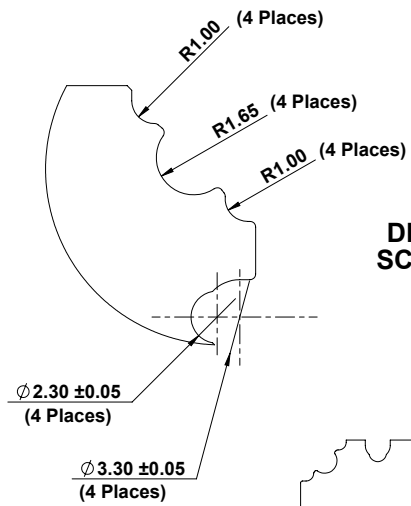 R1.00 (4 Places)
R1.65 (4 Places)
R1.00 (4 Places)
∅2.30 ±0.05
(4 Places)
∅3.30 ±0.05
(4 Places)